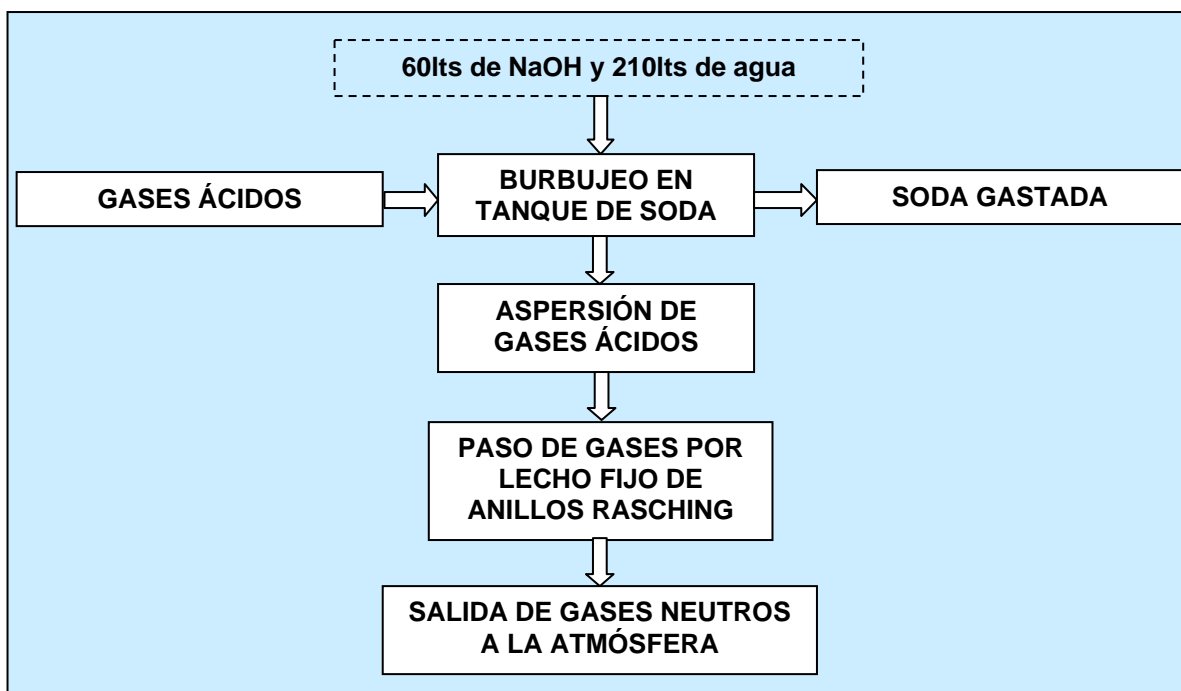 60lts de NaOH y 210lts de agua
GASES ÁCIDOS
BURBUJEO EN
TANQUE DE SODA
SODA GASTADA
ASPERSIÓN DE
GASES ÁCIDOS
PASO DE GASES POR
LECHO FIJO DE
ANILLOS RASCHING
SALIDA DE GASES NEUTROS
A LA ATMÓSFERA